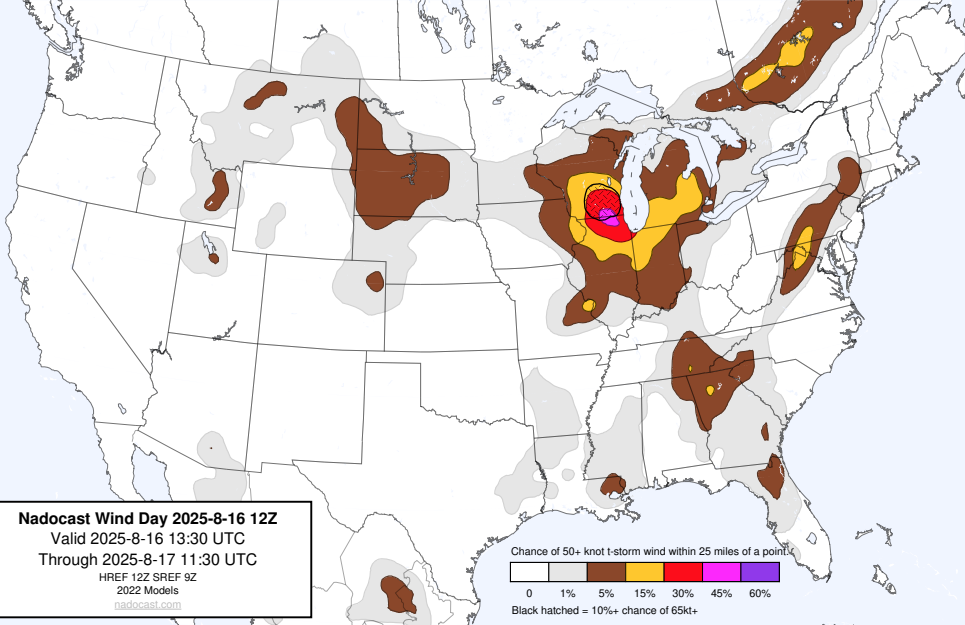 Nadocast Wind Day 2025-8-16 12Z
Valid 2025-8-16 13:30 UTC
Through 2025-8-17 11:30 UTC
HREF 12Z SREF 9Z
2022 Models
nadocast.com
Chance of 50+ knot t-storm wind within 25 miles of a point.
0 1% 5% 15% 30% 45% 60%
Black hatched = 10%+ chance of 65kt+